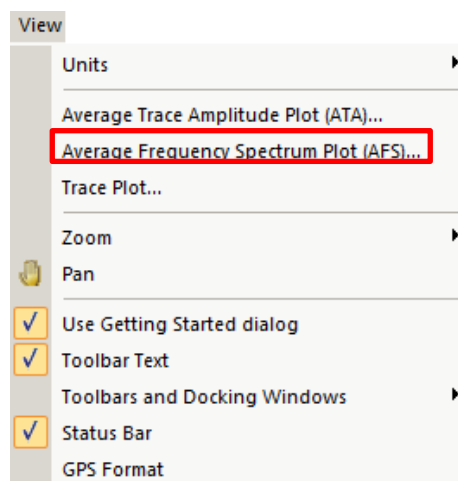 View
Units
Average Trace Amplitude Plot (ATA)...
Average Frequency Spectrum Plot (AFS)...
Trace Plot...
Zoom
Pan
Use Getting Started dialog
Toolbar Text
Toolbars and Docking Windows
Status Bar
GPS Format